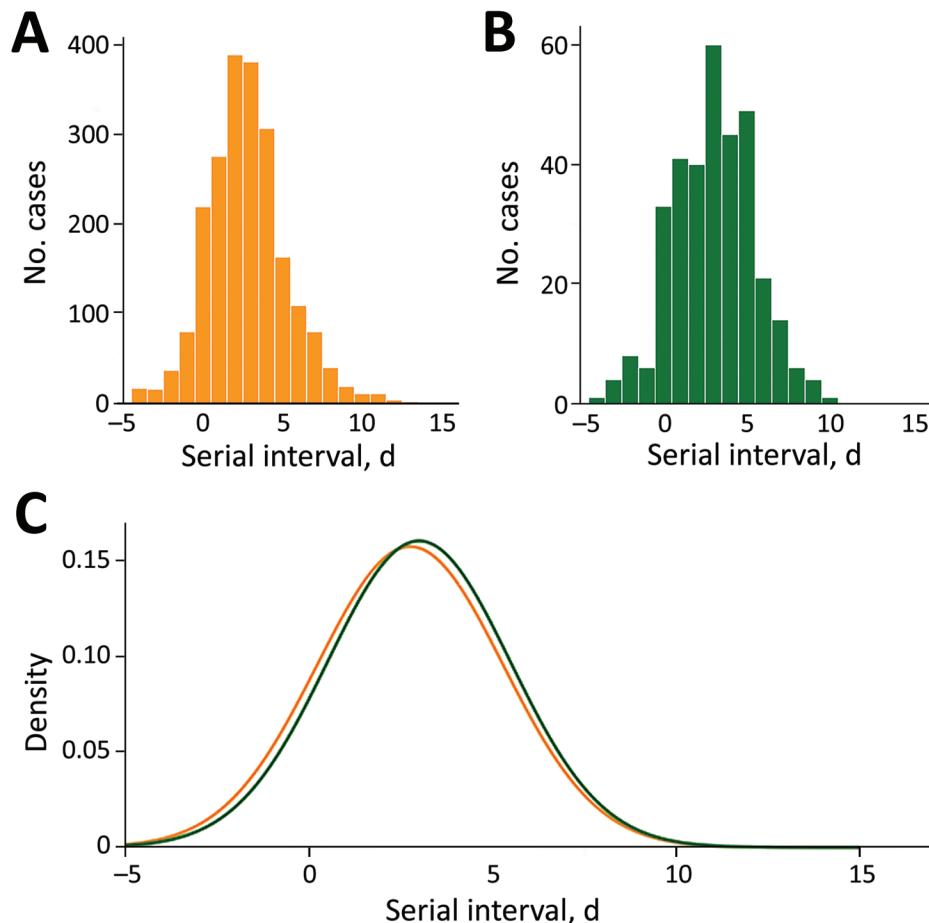 A
B
400
300
200
100
0
No. cases
−5 0 5 10 15
Serial interval, d
60
40
20
0
No. cases
−5 0 5 10 15
Serial interval, d
C
0.15
0.10
0.05
0
Density
−5 0 5 10 15
Serial interval, d